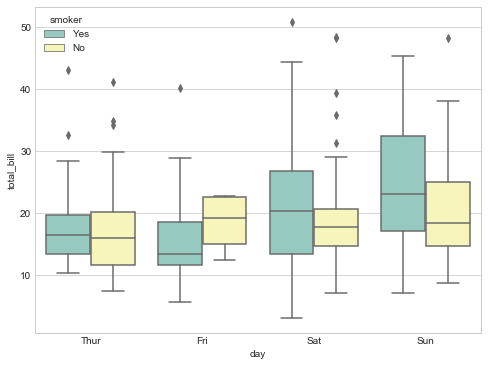 smoker
Yes
No
total_bill
50
40
30
20
10
Thur Fri Sat Sun
day